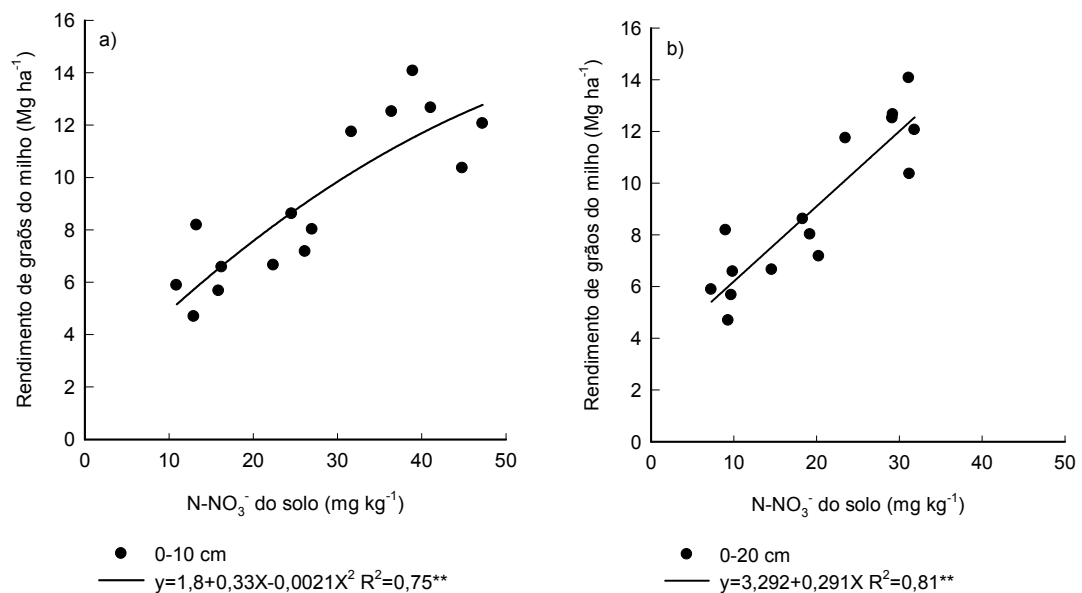 a)
Rendimento de graõs do milho (Mg ha⁻¹)
16
14
12
10
8
6
4
2
0
0 10 20 30 40 50
N-NO₃⁻ do solo (mg kg⁻¹)
0-10 cm
y=1,8+0,33X-0,0021X² R²=0,75**
b)
Rendimento de grãos do milho (Mg ha⁻¹)
16
14
12
10
8
6
4
2
0
0 10 20 30 40 50
N-NO₃⁻ do solo (mg kg⁻¹)
0-20 cm
y=3,292+0,291X R²=0,81**